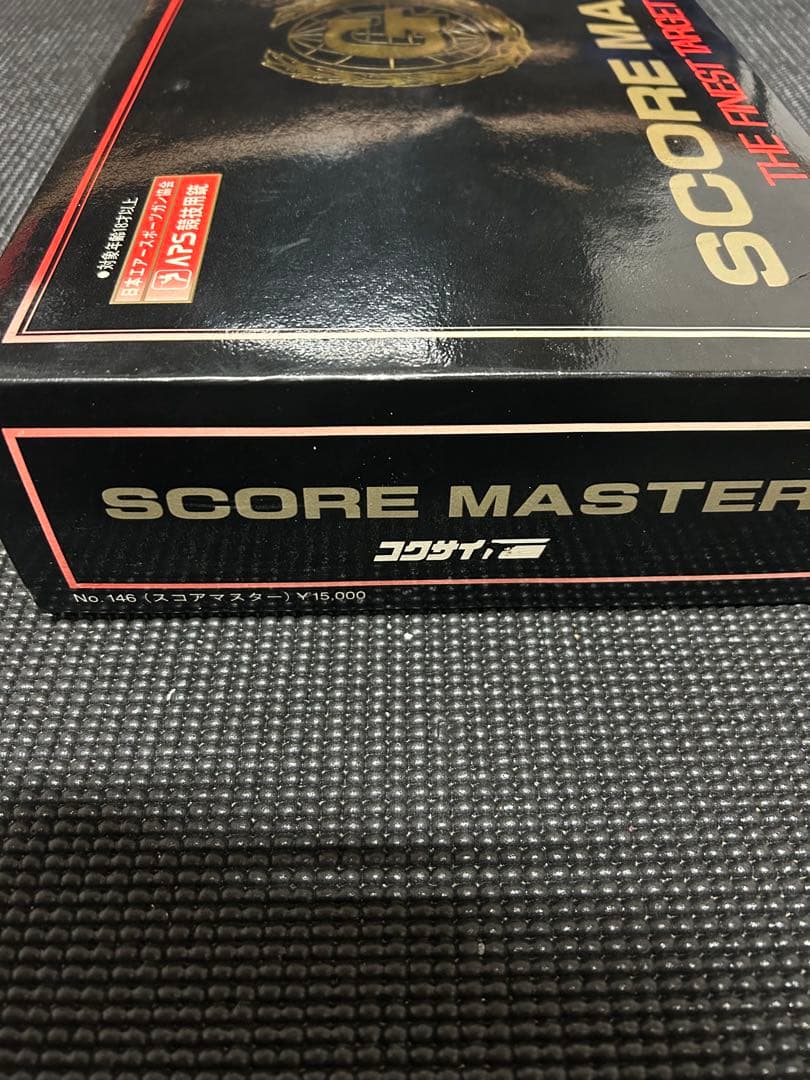 SCORE MA
THE FINEST TARGET
●対象年齢18才以上
日本エアースポーツガン協会
APS競技用銃
SCORE MASTER
コクサイ
No.146（スコアマスター）¥15,000